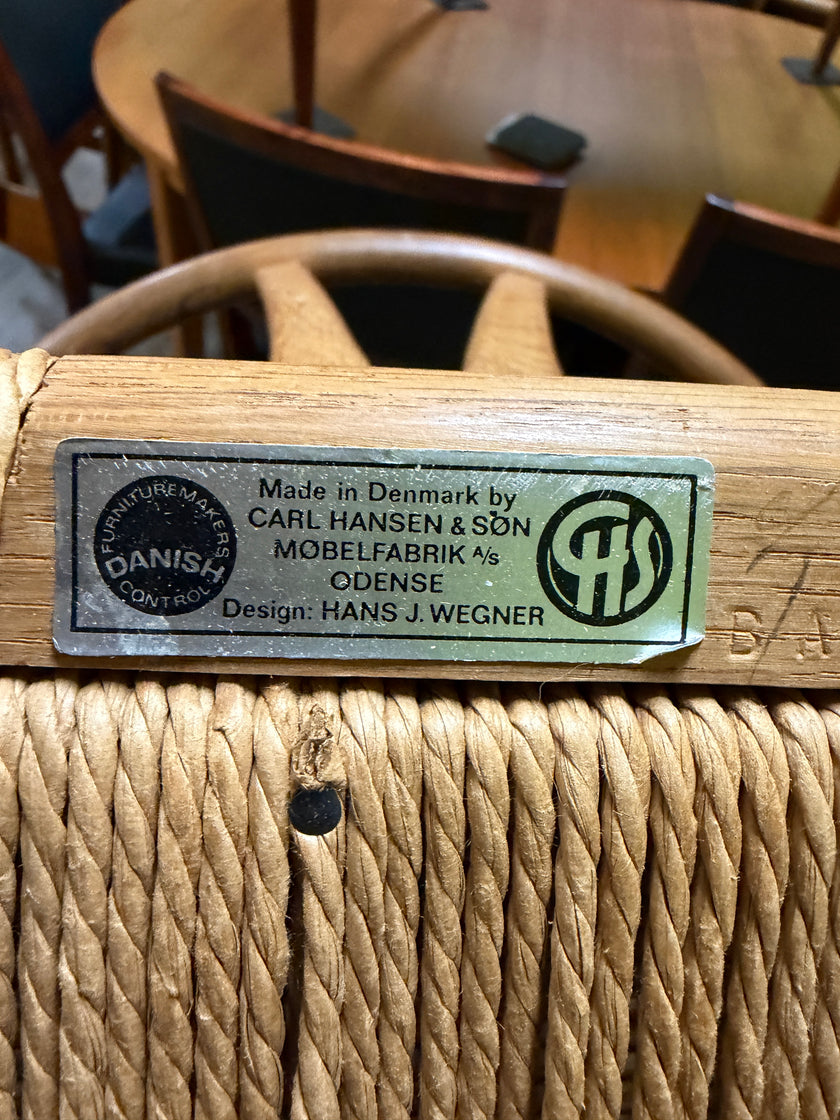 FURNITUREMAKERS
DANISH
CONTROL
Made in Denmark by
CARL HANSEN & SØN
MØBELFABRIK A/s
ODENSE
Design: HANS J. WEGNER
CHS